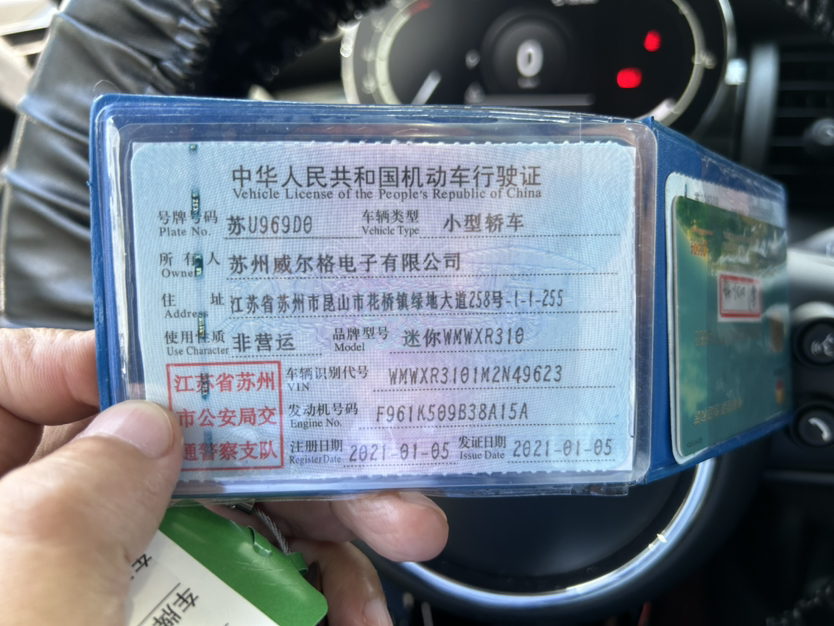 中华人民共和国机动车行驶证
Vehicle License of the People's Republic of China
号牌号码 苏U969D0 车辆类型 小型轿车
Plate No. Vehicle Type
所有人 苏州威尔格电子有限公司
Owner
住址 江苏省苏州市昆山市花桥镇绿地大道258号-1-1-255
Address
使用性质 非营运 品牌型号 迷你WMWXR310
Use Character Model
车辆识别代号 WMWXR3101M2N49623
VIN
发动机号码 F961K509B38A15A
Engine No.
注册日期 2021-01-05 发证日期 2021-01-05
Register Date Issue Date
江苏省苏州
市公安局交
通警察支队
0
车牌
车